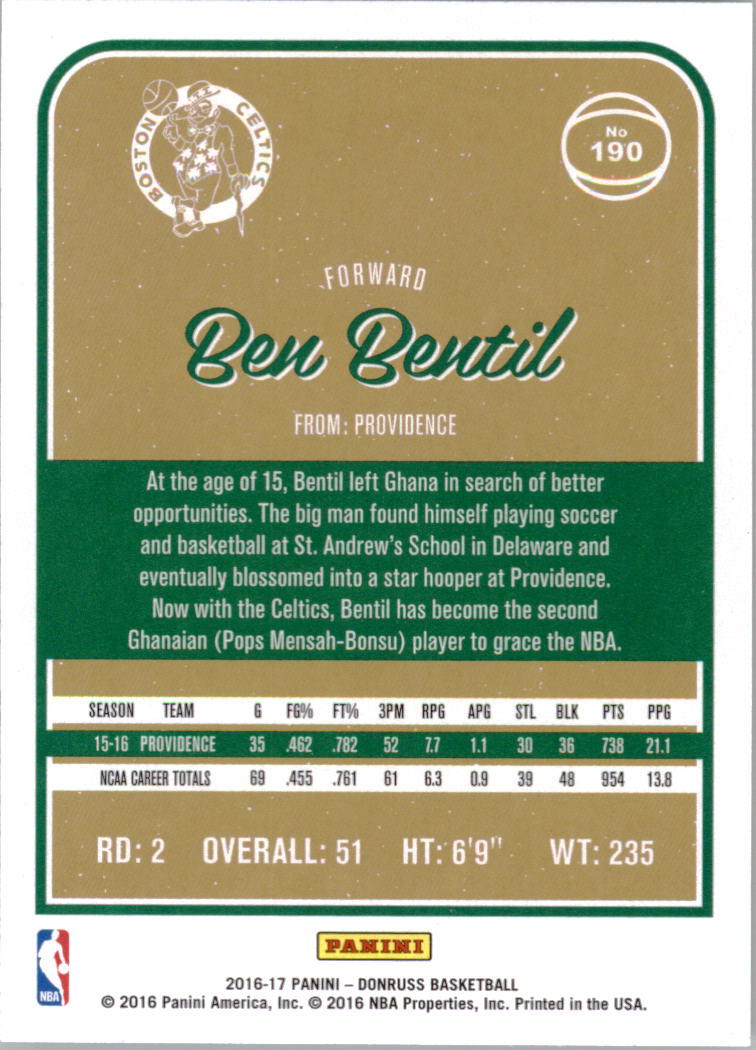 BOSTON CELTICS
No
190
FORWARD
Ben Bentil
FROM: PROVIDENCE
At the age of 15, Bentil left Ghana in search of better
opportunities. The big man found himself playing soccer
and basketball at St. Andrew's School in Delaware and
eventually blossomed into a star hooper at Providence.
Now with the Celtics, Bentil has become the second
Ghanaian (Pops Mensah-Bonsu) player to grace the NBA.
SEASON TEAM G FG% FT% 3PM RPG APG STL BLK PTS PPG
15-16 PROVIDENCE 35 .462 .782 52 7.7 1.1 30 36 738 21.1
NCAA CAREER TOTALS 69 .455 .761 61 6.3 0.9 39 48 954 13.8
RD: 2 OVERALL: 51 HT: 6'9" WT: 235
PANINI
NBA
2016-17 PANINI – DONRUSS BASKETBALL
© 2016 Panini America, Inc. © 2016 NBA Properties, Inc. Printed in the USA.